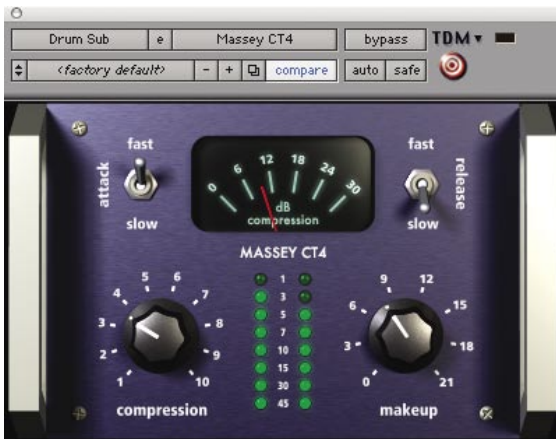 Drum Sub e Massey CT4 bypass TDM
<factory default> - + compare auto safe
fast fast
attack release
slow slow
0 6 12 18 24 30
dB
compression
MASSEY CT4
1 2 3 4 5 6 7 8 9 10
compression
1
3
5
7
10
15
30
45
0 3 6 9 12 15 18 21
makeup